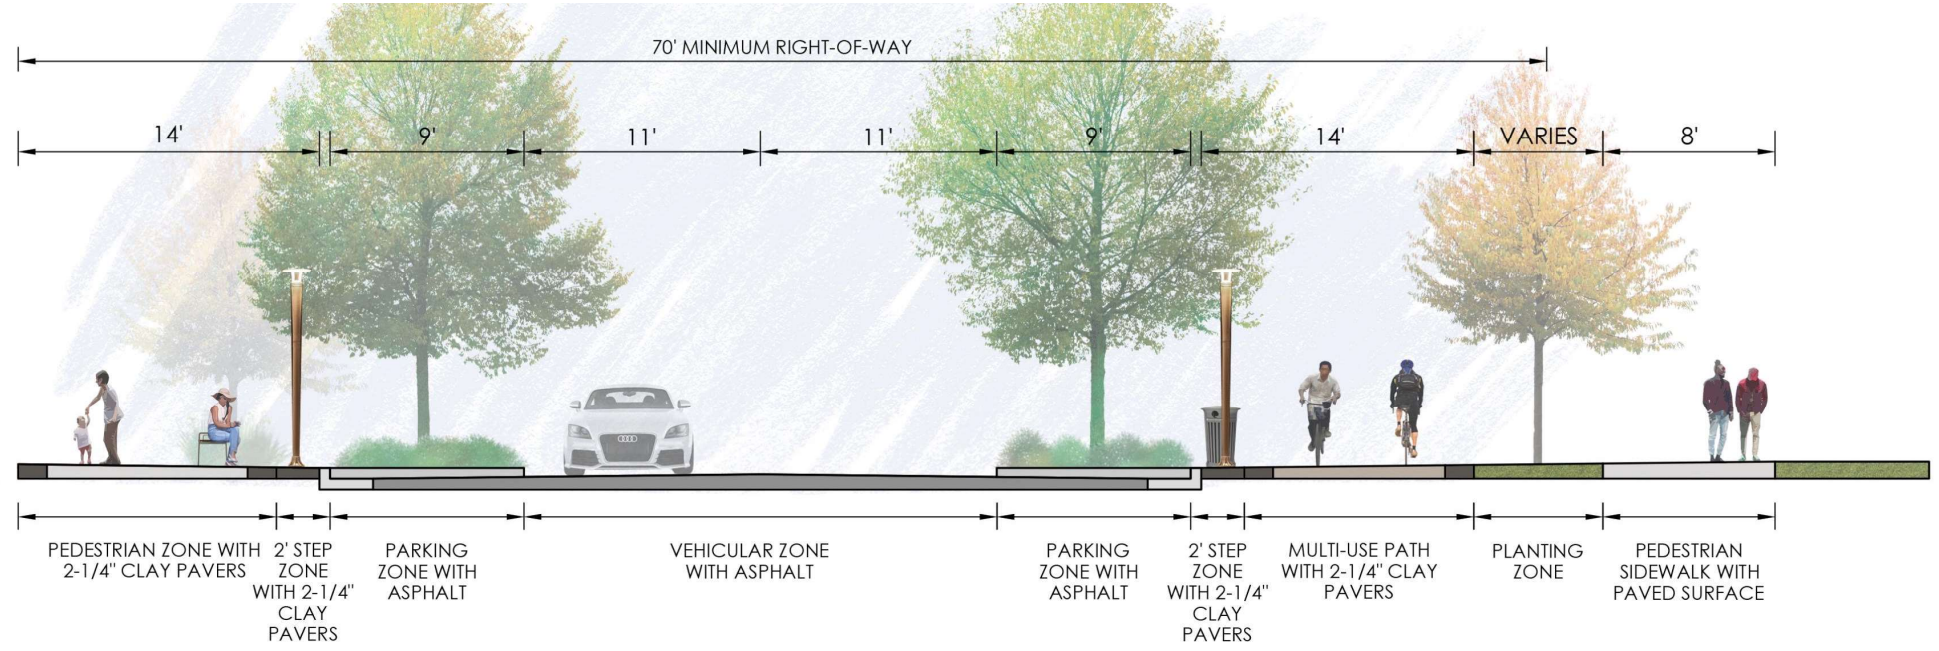 70' MINIMUM RIGHT-OF-WAY
14'
9'
11'
11'
9'
14'
VARIES
8'
PEDESTRIAN ZONE WITH
2-1/4" CLAY PAVERS
2' STEP
ZONE
WITH 2-1/4"
CLAY
PAVERS
PARKING
ZONE WITH
ASPHALT
VEHICULAR ZONE
WITH ASPHALT
PARKING
ZONE WITH
ASPHALT
2' STEP
ZONE
WITH 2-1/4"
CLAY
PAVERS
MULTI-USE PATH
WITH 2-1/4" CLAY
PAVERS
PLANTING
ZONE
PEDESTRIAN
SIDEWALK WITH
PAVED SURFACE